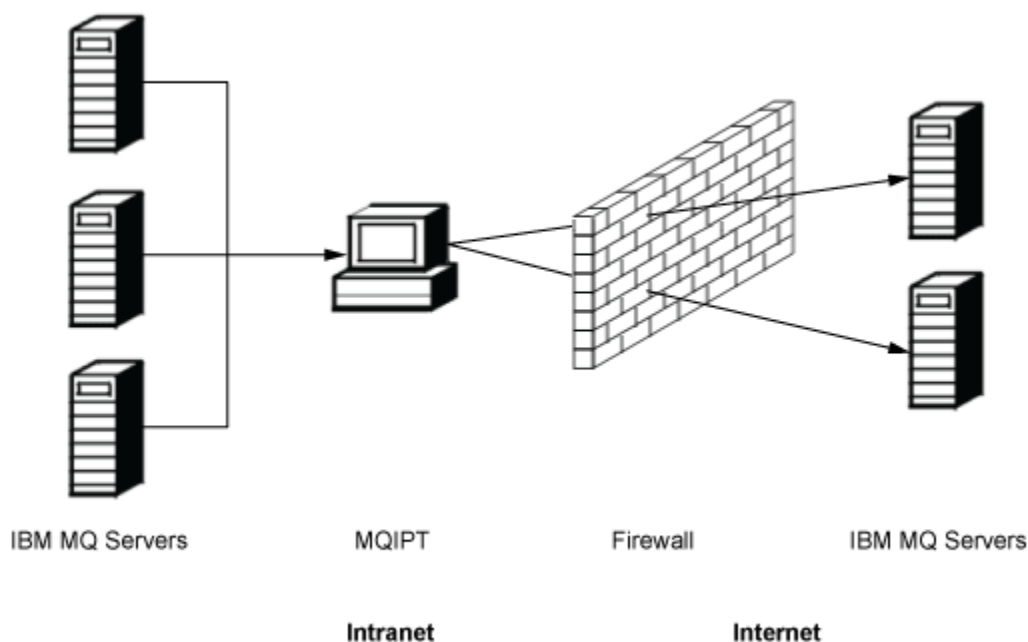 IBM MQ Servers
MQIPT
Firewall
IBM MQ Servers
Intranet
Internet